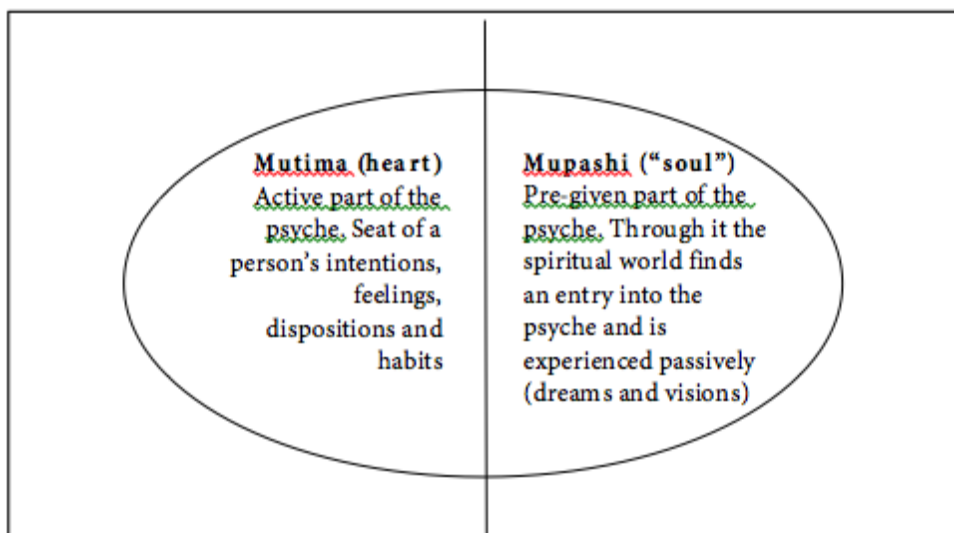 Mutima (heart)
Active part of the
psyche. Seat of a
person's intentions,
feelings,
dispositions and
habits
Mupashi (“soul”)
Pre-given part of the
psyche. Through it the
spiritual world finds
an entry into the
psyche and is
experienced passively
(dreams and visions)